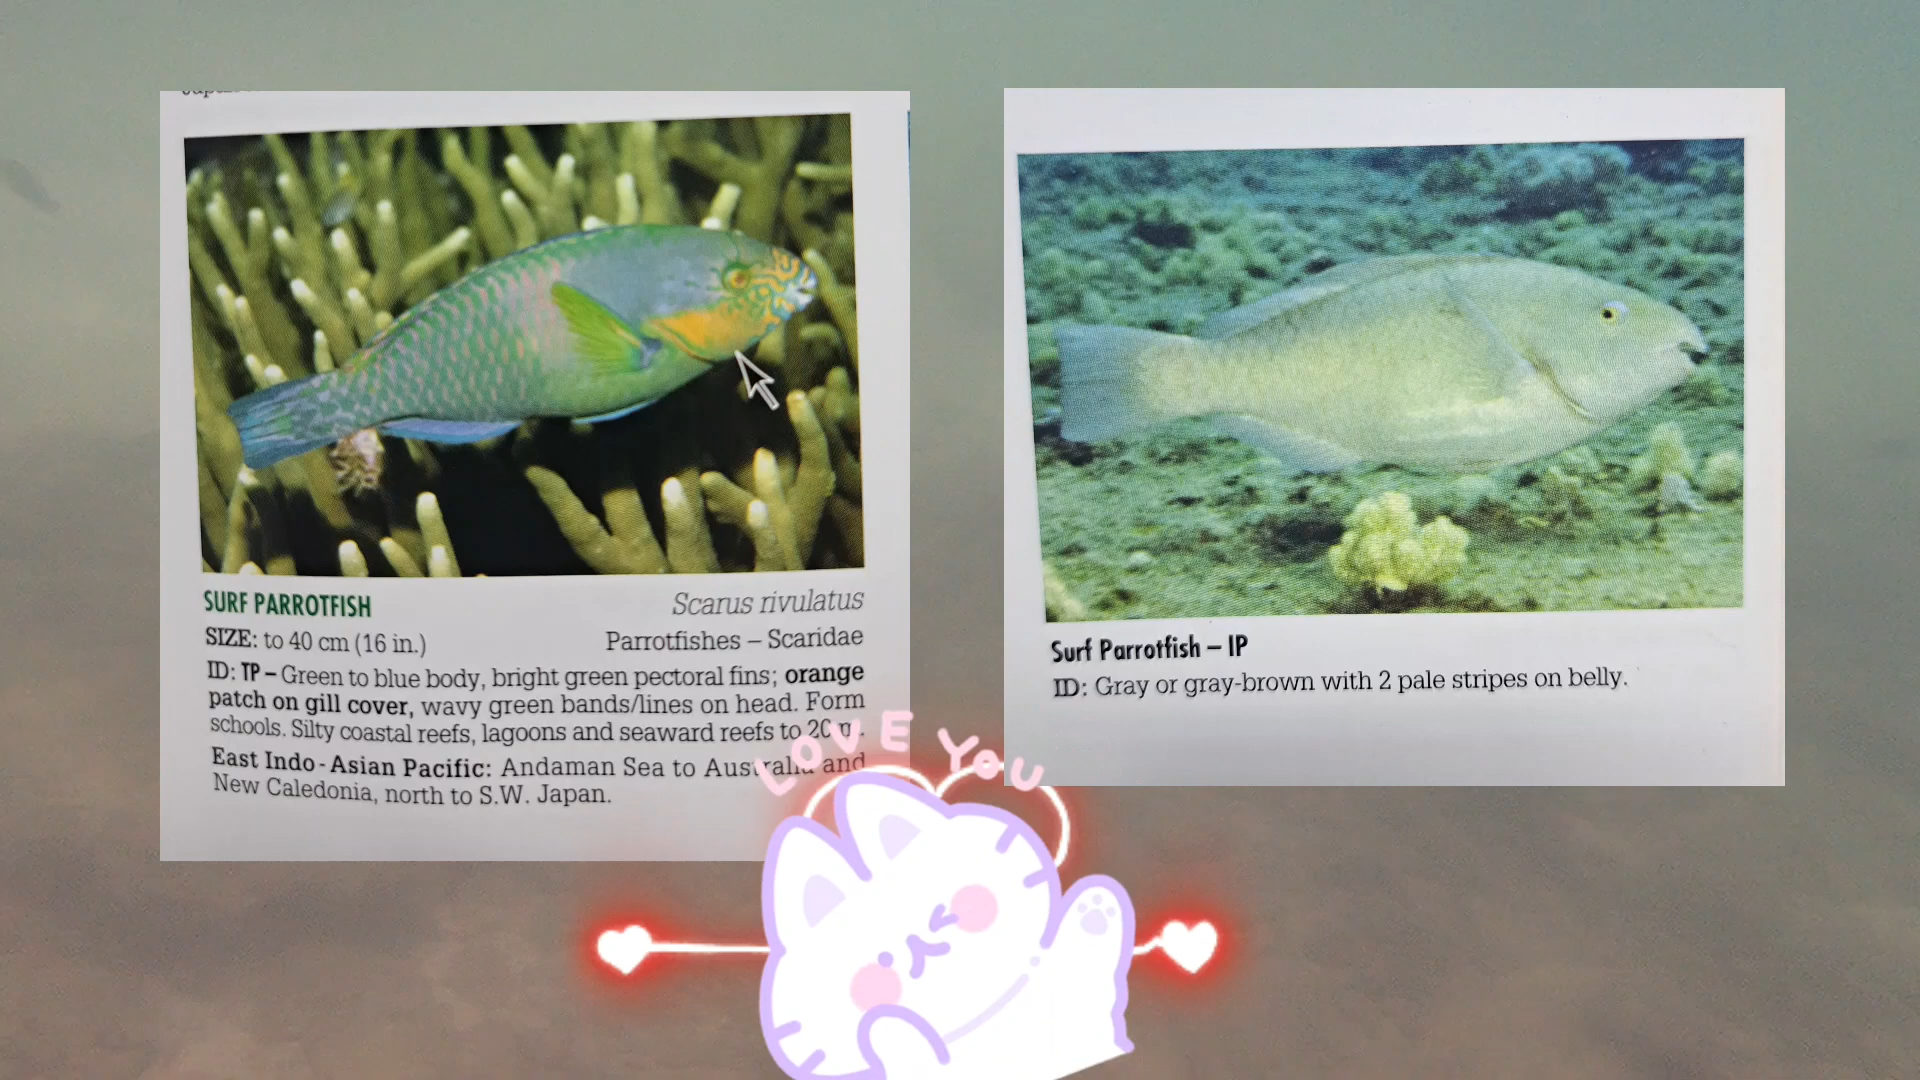 SURF PARROTFISH
Scarus rivulatus
SIZE: to 40 cm (16 in.)
Parrotfishes – Scaridae
ID: TP – Green to blue body, bright green pectoral fins; orange
patch on gill cover, wavy green bands/lines on head. Form
schools. Silty coastal reefs, lagoons and seaward reefs to 20 m.
East Indo-Asian Pacific: Andaman Sea to Australia and
New Caledonia, north to S.W. Japan.
Surf Parrotfish – IP
ID: Gray or gray-brown with 2 pale stripes on belly.
LOVE YOU